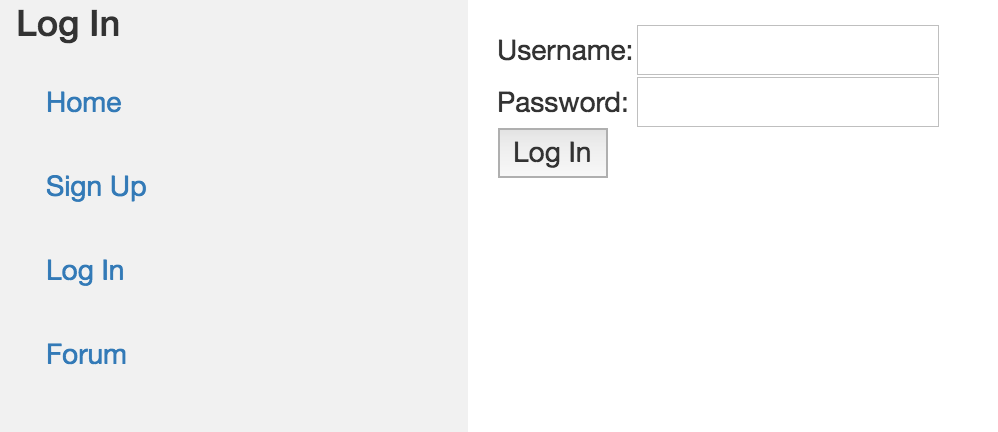 Log In
Home
Sign Up
Log In
Forum
Username:
Password:
Log In